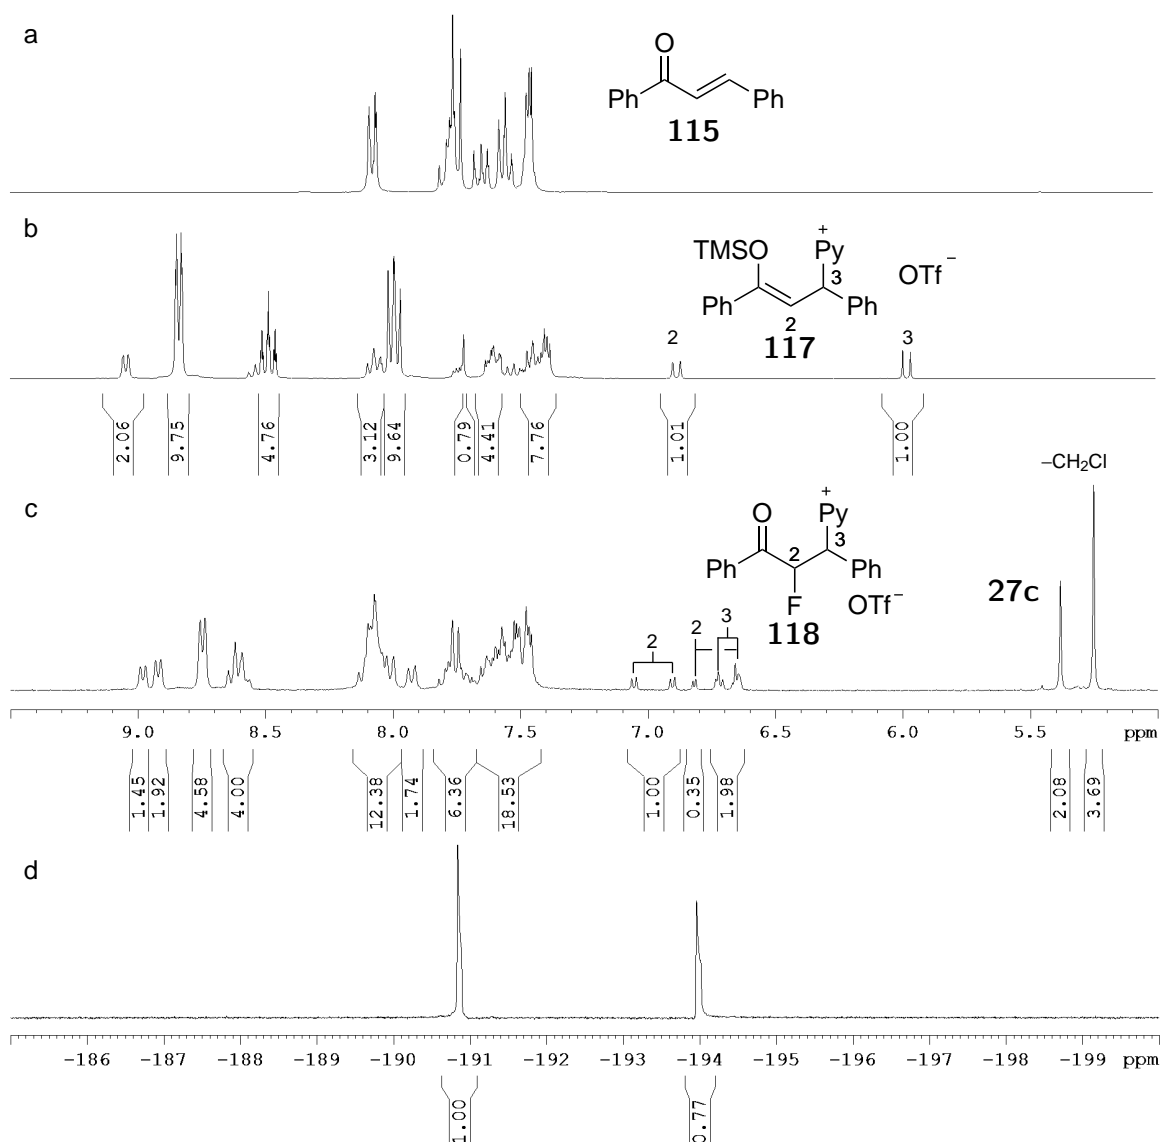 a
O
Ph
Ph
115
b
TMSO
+
Py
3
OTf −
Ph
Ph
2
117
2
3
2.06
9.75
4.76
3.12
9.64
0.79
4.41
7.76
1.01
1.00
−CH2Cl
c
O
+
Py
2
3
Ph
Ph
F
OTf−
118
27c
2
2
3
9.0
8.5
8.0
7.5
7.0
6.5
6.0
5.5
ppm
1.45
1.92
4.58
4.00
12.38
1.74
6.36
18.53
1.00
0.35
1.98
2.08
3.69
d
−186
−187
−188
−189
−190
−191
−192
−193
−194
−195
−196
−197
−198
−199
ppm
1.00
0.77